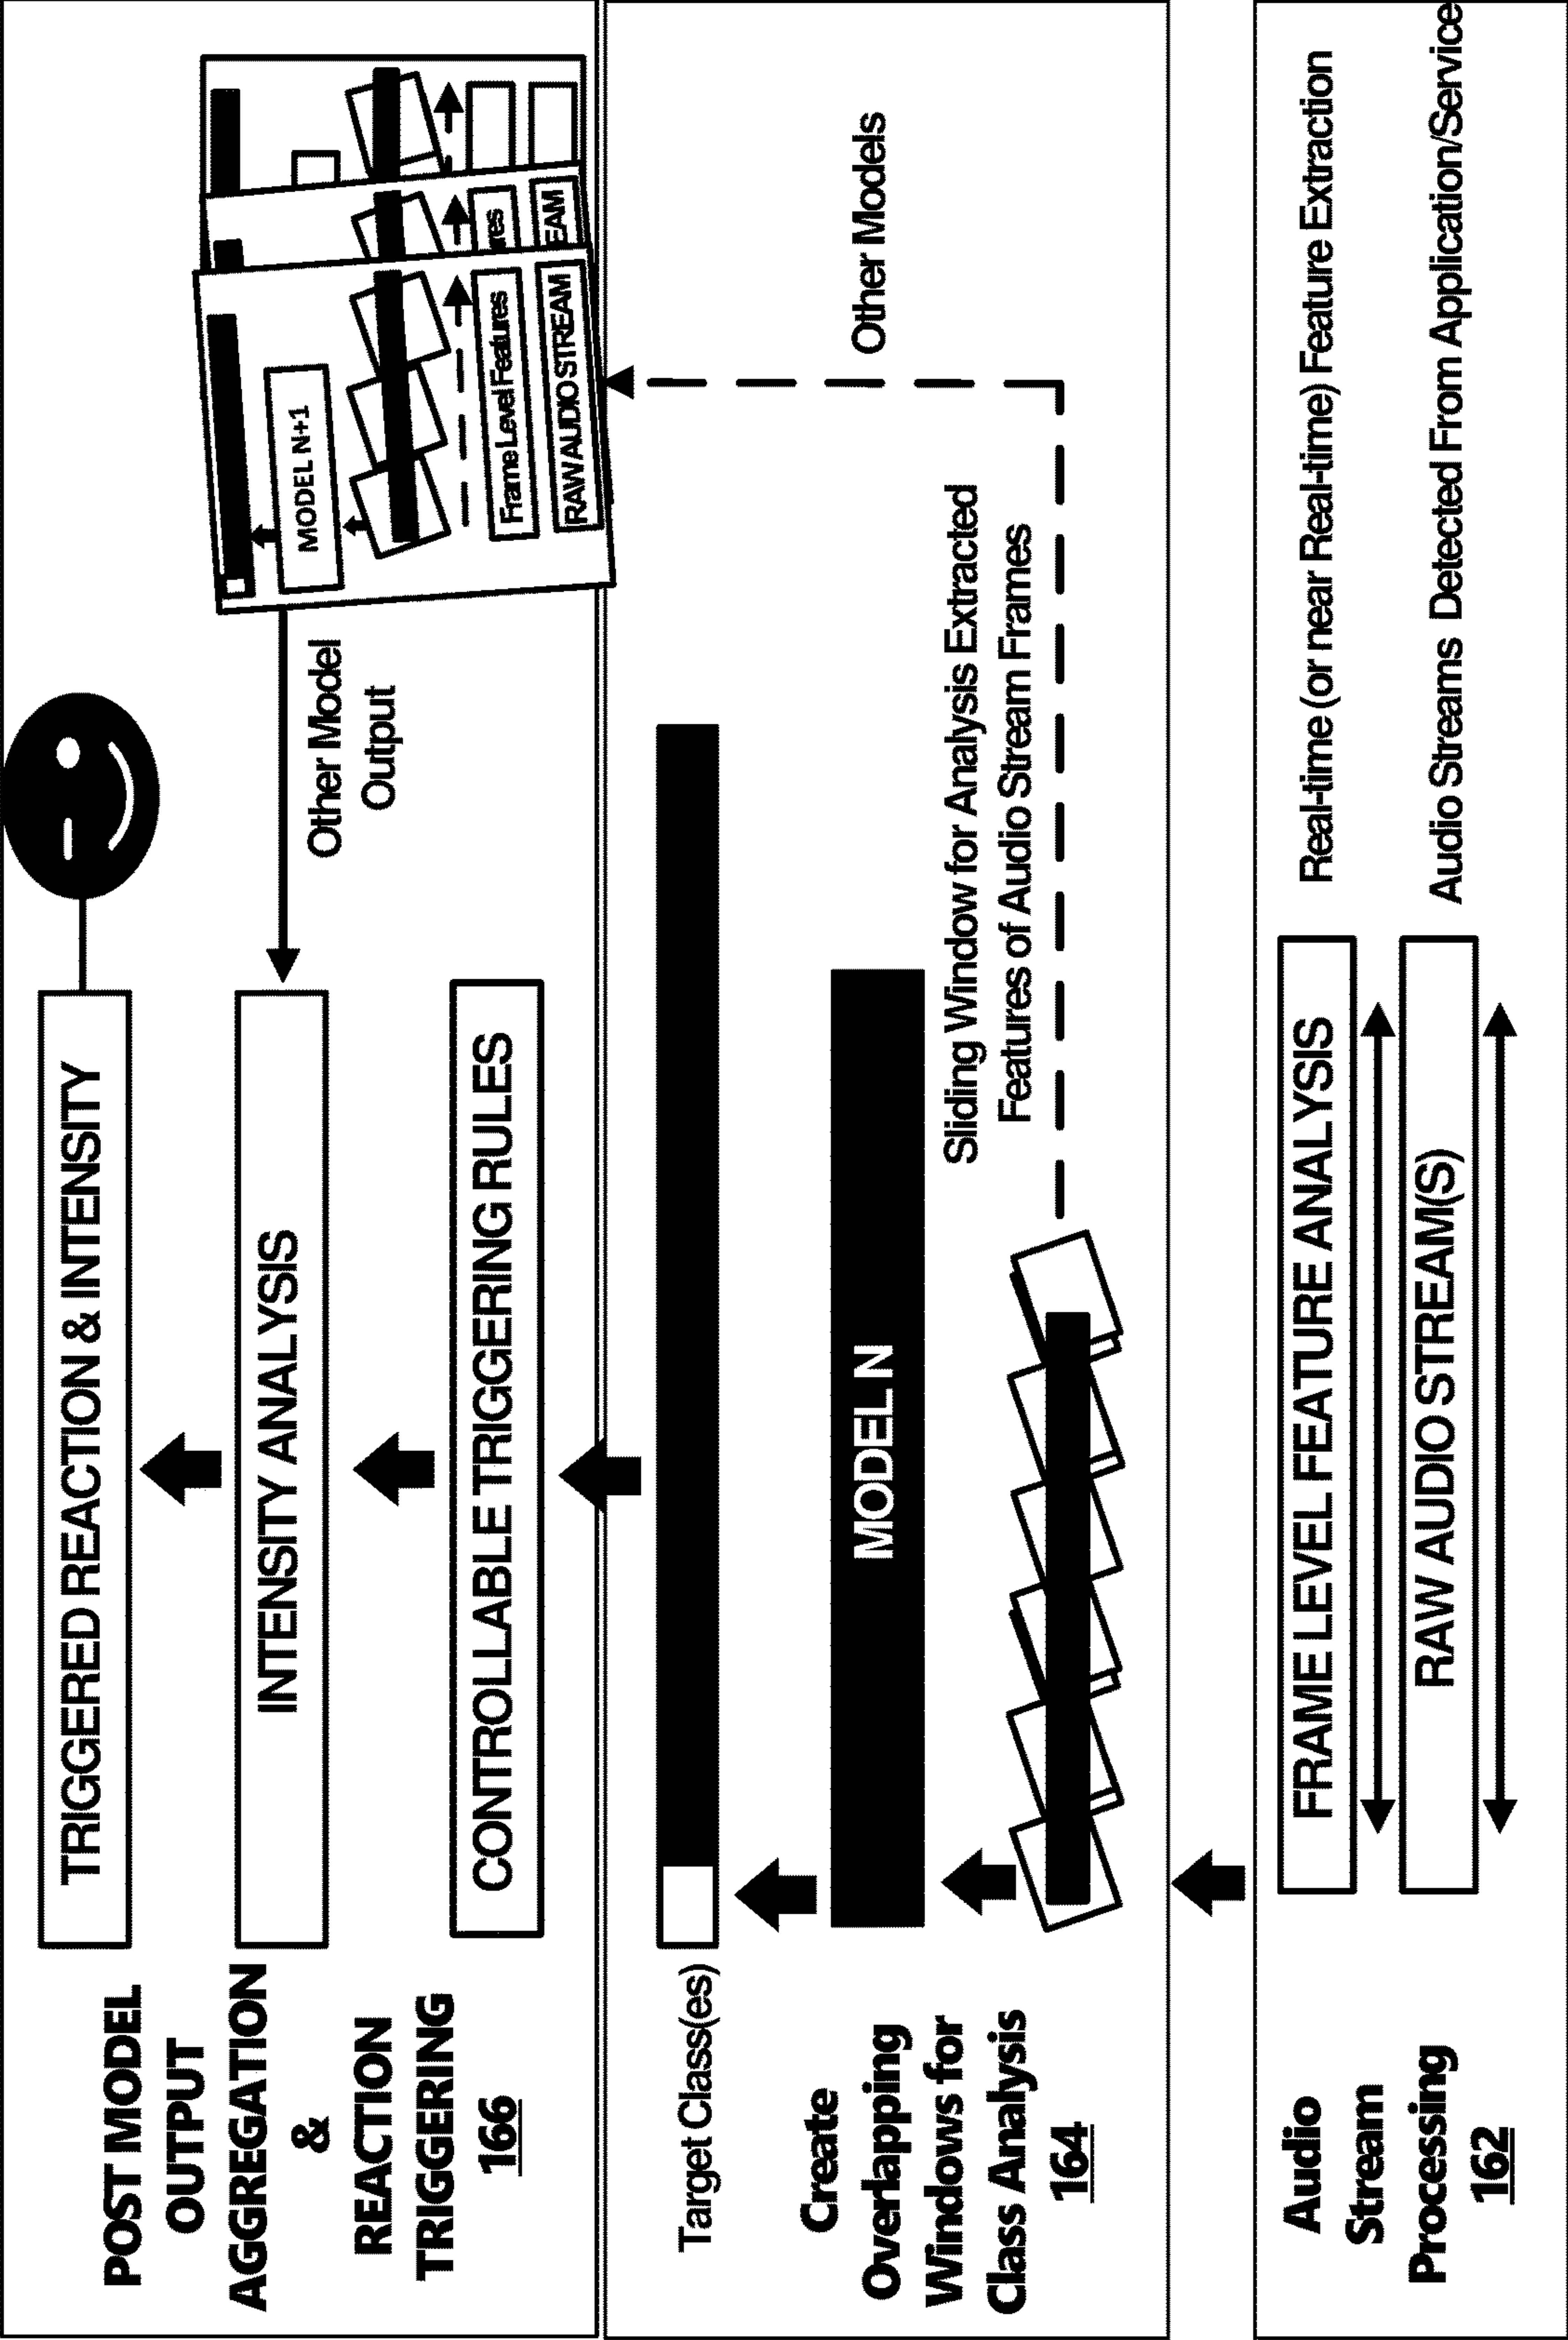 POST MODEL
OUTPUT
AGGREGATION
&
REACTION
TRIGGERING
166
TRIGGERED REACTION & INTENSITY
INTENSITY ANALYSIS
CONTROLLABLE TRIGGERING RULES
Other Model
Output
MODEL N+1
Frame Level Features
RAW AUDIO STREAM
res
EAM
Target Class(es)
Create
Overlapping
Windows for
Class Analysis
164
MODEL N
Sliding Window for Analysis Extracted
Features of Audio Stream Frames
Other Models
Audio
Stream
Processing
162
FRAME LEVEL FEATURE ANALYSIS
Real-time (or near Real-time) Feature Extraction
RAW AUDIO STREAM(S)
Audio Streams Detected From Application/Service